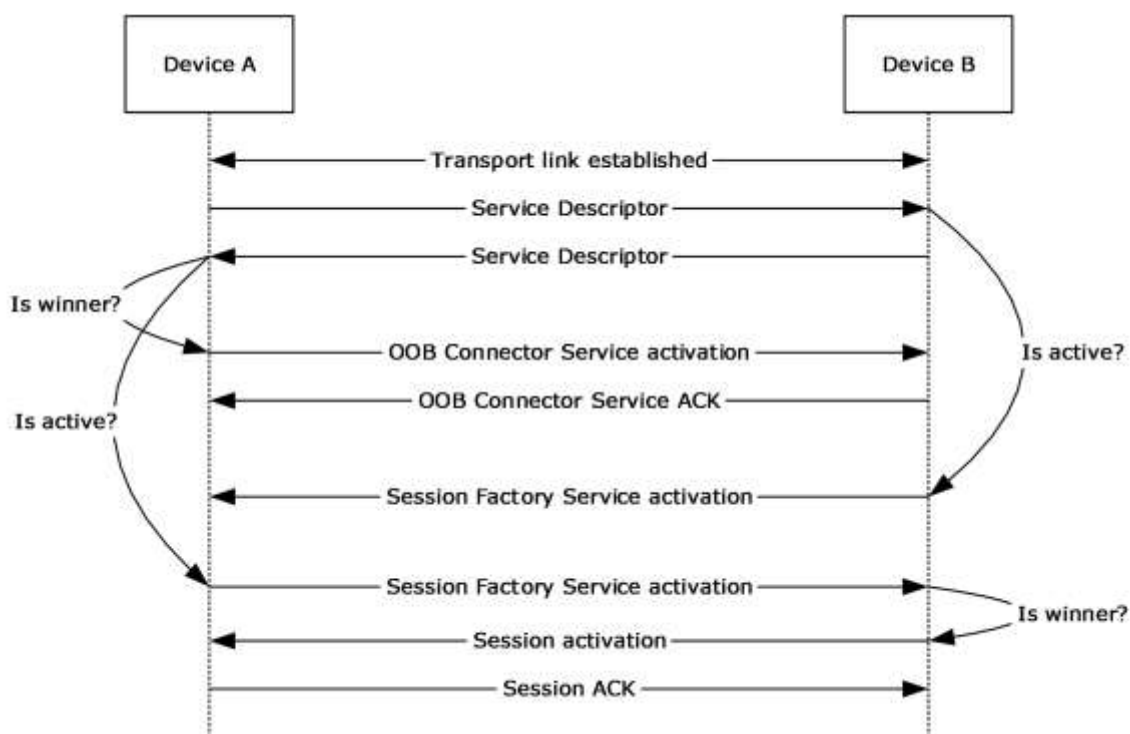 Device A
Device B
Transport link established
Service Descriptor
Service Descriptor
Is winner?
OOB Connector Service activation
Is active?
OOB Connector Service ACK
Is active?
Session Factory Service activation
Session Factory Service activation
Is winner?
Session activation
Session ACK